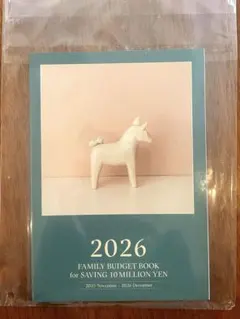 2026
FAMILY BUDGET BOOK
for SAVING 10 MILLION YEN
2025 November - 2026 December